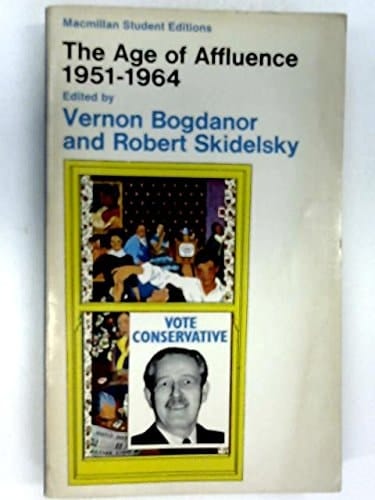 Macmillan Student Editions
The Age of Affluence
1951-1964
Edited by
Vernon Bogdanor
and Robert Skidelsky
VOTE
CONSERVATIVE